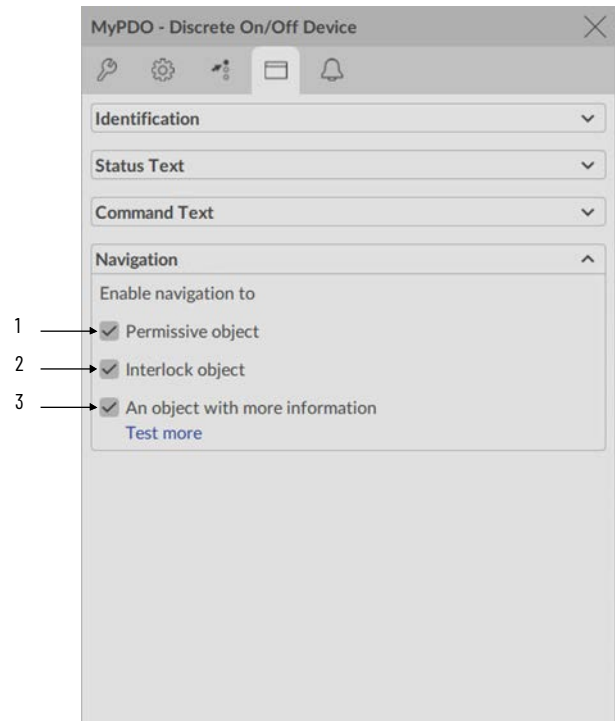 MyPDO - Discrete On/Off Device
Identification
Status Text
Command Text
Navigation
Enable navigation to
1 Permissive object
2 Interlock object
3 An object with more information
Test more